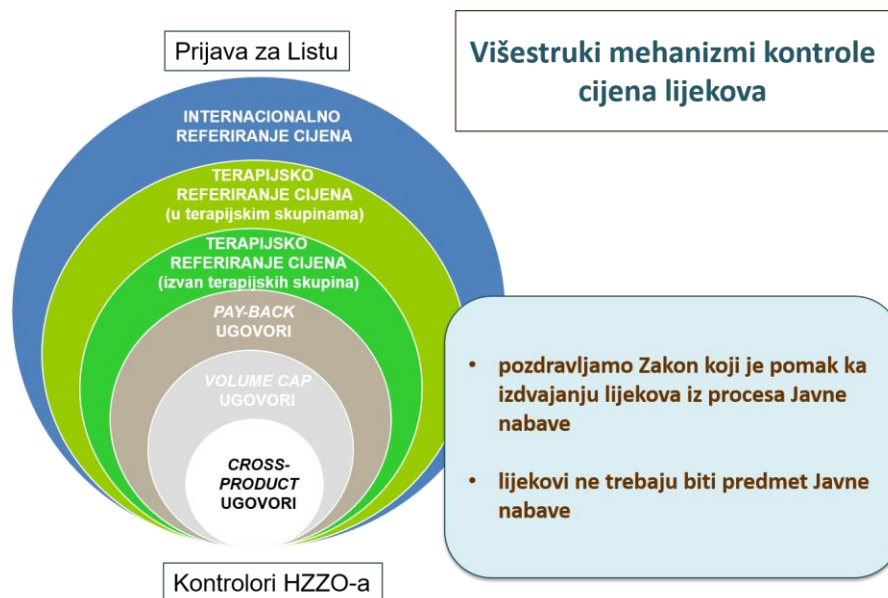 Prijava za Listu
Višestruki mehanizmi kontrole
cijena lijekova
INTERNACIONALNO
REFERIRANJE CIJENA
TERAPIJSKO
REFERIRANJE CIJENA
(u terapijskim skupinama)
TERAPIJSKO
REFERIRANJE CIJENA
(izvan terapijskih skupina)
PAY-BACK
UGOVORI
VOLUME CAP
UGOVORI
CROSS-
PRODUCT
UGOVORI
Kontrolori HZZO-a
• pozdravljamo Zakon koji je pomak ka
izdvajanju lijekova iz procesa Javne
nabave
• lijekovi ne trebaju biti predmet Javne
nabave